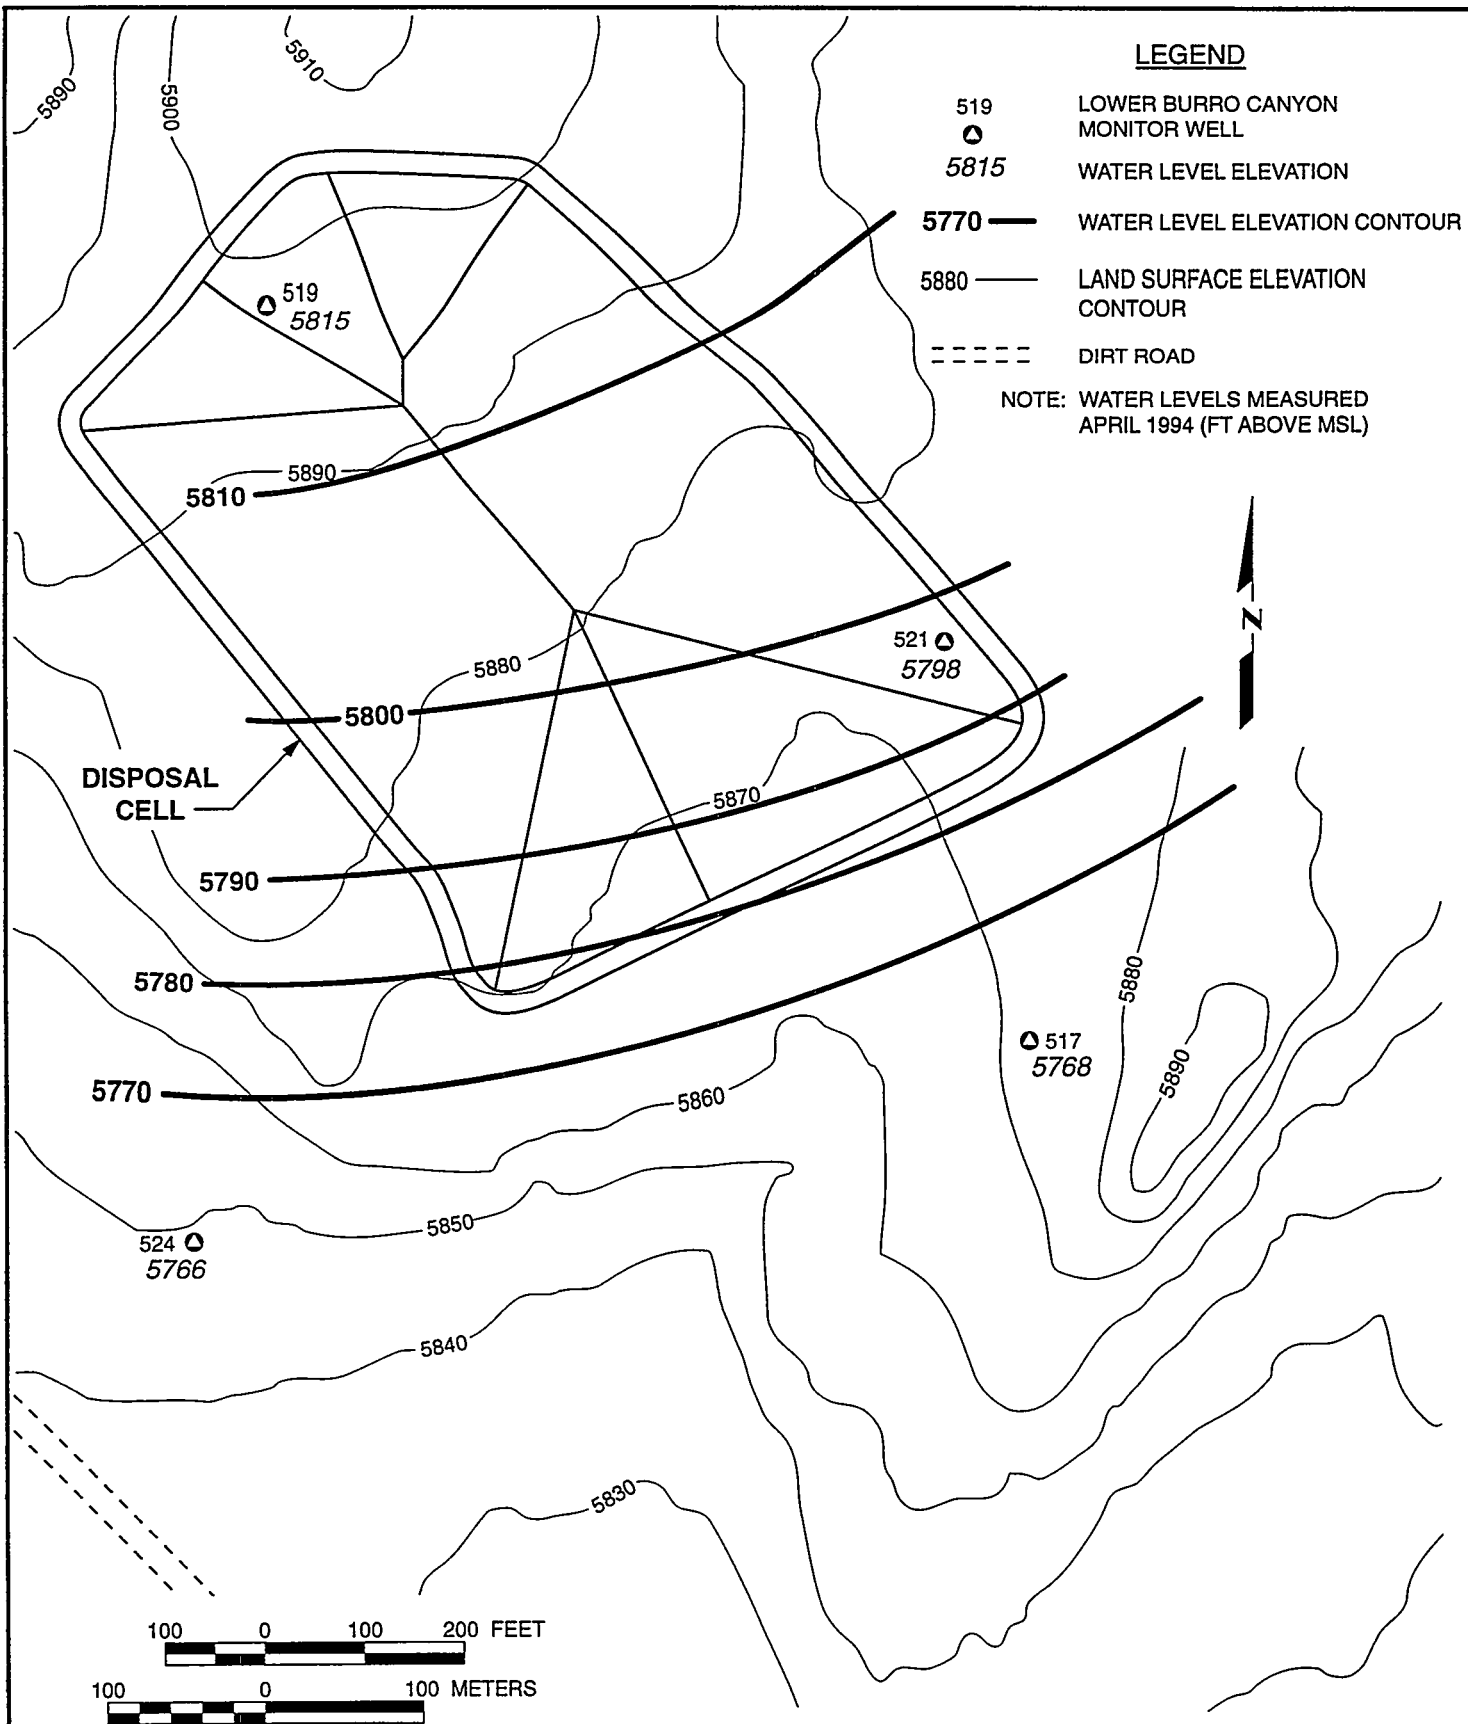 LEGEND
519
LOWER BURRO CANYON
MONITOR WELL
5815
WATER LEVEL ELEVATION
5770
WATER LEVEL ELEVATION CONTOUR
5880
LAND SURFACE ELEVATION
CONTOUR
DIRT ROAD
NOTE: WATER LEVELS MEASURED
APRIL 1994 (FT ABOVE MSL)
5910
5890
5900
519
5815
5890
5810
N
521
5798
5880
5800
DISPOSAL
CELL
5870
5790
5780
5880
517
5768
5890
5770
5860
5850
524
5766
5840
5830
100 0 100 200 FEET
100 0 100 METERS